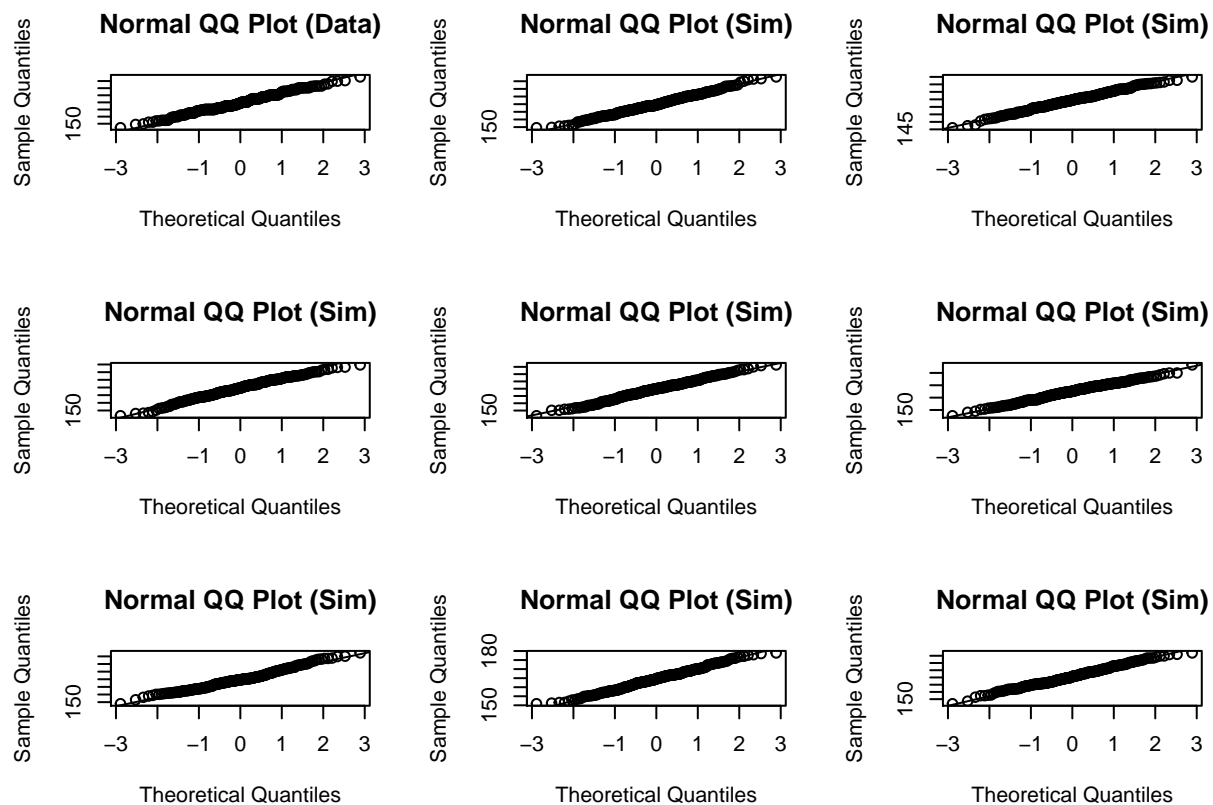 Normal QQ Plot (Data)
Sample Quantiles
150
−3 −1 0 1 2 3
Theoretical Quantiles
Normal QQ Plot (Sim)
Sample Quantiles
150
−3 −1 0 1 2 3
Theoretical Quantiles
Normal QQ Plot (Sim)
Sample Quantiles
145
−3 −1 0 1 2 3
Theoretical Quantiles
Normal QQ Plot (Sim)
Sample Quantiles
150
−3 −1 0 1 2 3
Theoretical Quantiles
Normal QQ Plot (Sim)
Sample Quantiles
150
−3 −1 0 1 2 3
Theoretical Quantiles
Normal QQ Plot (Sim)
Sample Quantiles
150
−3 −1 0 1 2 3
Theoretical Quantiles
Normal QQ Plot (Sim)
Sample Quantiles
150
−3 −1 0 1 2 3
Theoretical Quantiles
Normal QQ Plot (Sim)
Sample Quantiles
150 180
−3 −1 0 1 2 3
Theoretical Quantiles
Normal QQ Plot (Sim)
Sample Quantiles
150
−3 −1 0 1 2 3
Theoretical Quantiles